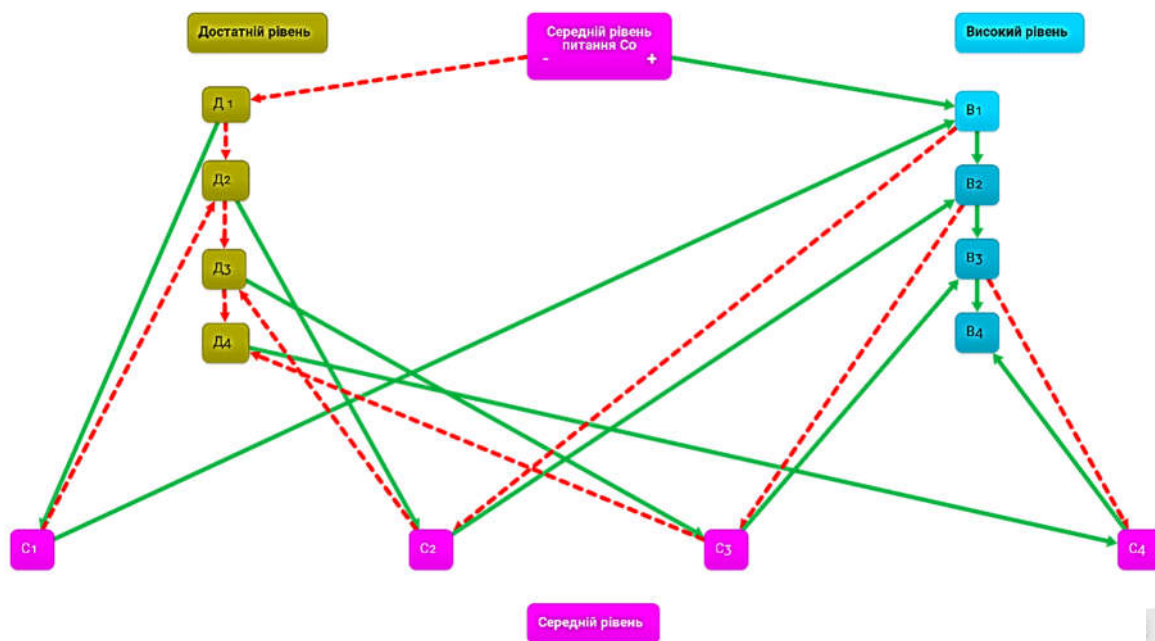 Достатній рівень
Середній рівень
питання Со
- +
Високий рівень
Д1
В1
Д2
В2
Д3
В3
Д4
В4
С1
С2
С3
С4
Середній рівень